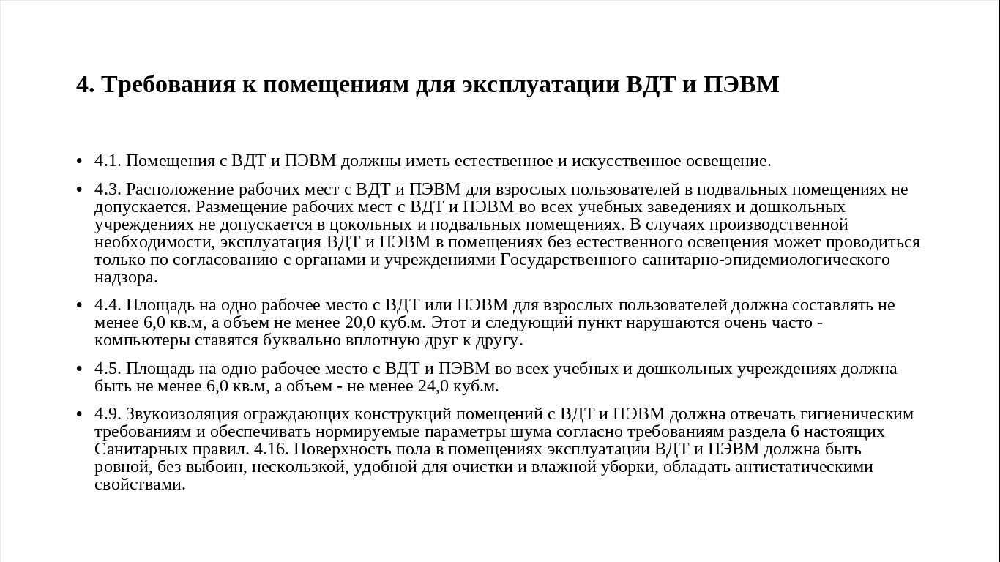 4. Требования к помещениям для эксплуатации ВДТ и ПЭВМ
• 4.1. Помещения с ВДТ и ПЭВМ должны иметь естественное и искусственное освещение.
• 4.3. Расположение рабочих мест с ВДТ и ПЭВМ для взрослых пользователей в подвальных помещениях не
допускается. Размещение рабочих мест с ВДТ и ПЭВМ во всех учебных заведениях и дошкольных
учреждениях не допускается в цокольных и подвальных помещениях. В случаях производственной
необходимости, эксплуатация ВДТ и ПЭВМ в помещениях без естественного освещения может проводиться
только по согласованию с органами и учреждениями Государственного санитарно-эпидемиологического
надзора.
• 4.4. Площадь на одно рабочее место с ВДТ или ПЭВМ для взрослых пользователей должна составлять не
менее 6,0 кв.м, а объем не менее 20,0 куб.м. Этот и следующий пункт нарушаются очень часто -
компьютеры ставятся буквально вплотную друг к другу.
• 4.5. Площадь на одно рабочее место с ВДТ и ПЭВМ во всех учебных и дошкольных учреждениях должна
быть не менее 6,0 кв.м, а объем - не менее 24,0 куб.м.
• 4.9. Звукоизоляция ограждающих конструкций помещений с ВДТ и ПЭВМ должна отвечать гигиеническим
требованиям и обеспечивать нормируемые параметры шума согласно требованиям раздела 6 настоящих
Санитарных правил. 4.16. Поверхность пола в помещениях эксплуатации ВДТ и ПЭВМ должна быть
ровной, без выбоин, нескользкой, удобной для очистки и влажной уборки, обладать антистатическими
свойствами.